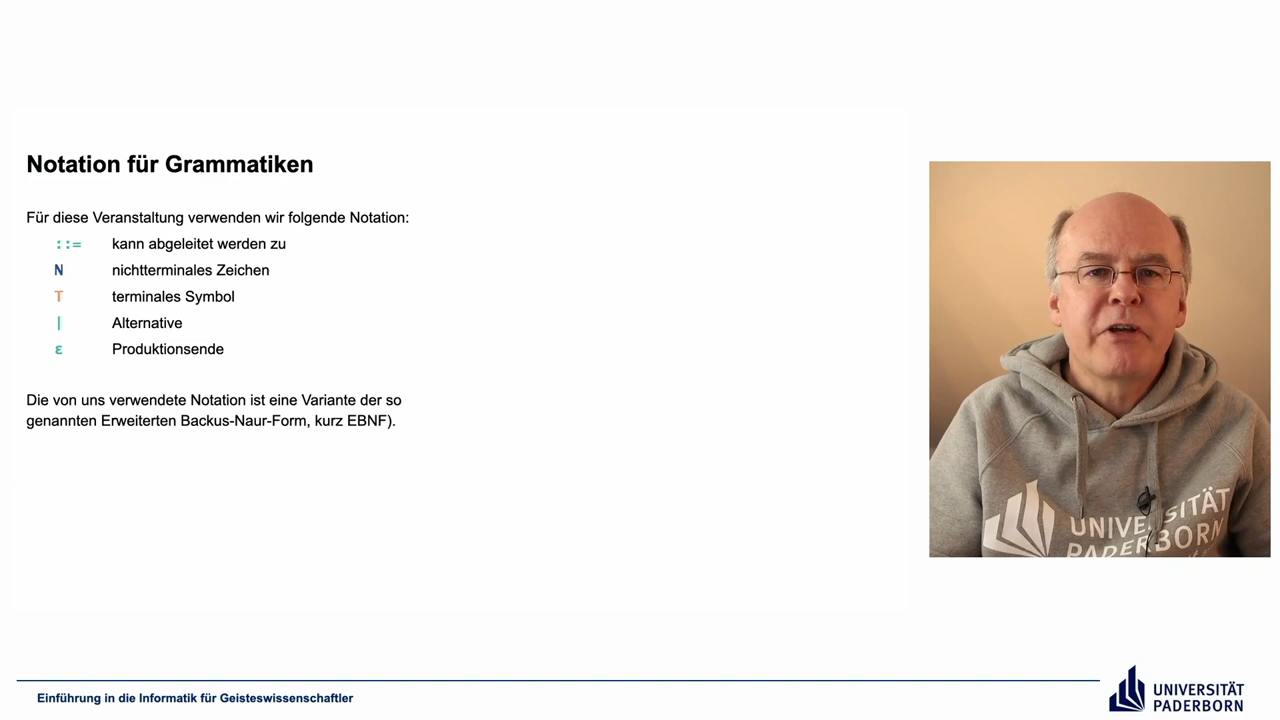 Notation für Grammatiken
Für diese Veranstaltung verwenden wir folgende Notation:
::= kann abgeleitet werden zu
N nichtterminales Zeichen
T terminales Symbol
| Alternative
ε Produktionsende
Die von uns verwendete Notation ist eine Variante der so
genannten Erweiterten Backus-Naur-Form, kurz EBNF).
UNIVERSITÄT
PADERBORN
Einführung in die Informatik für Geisteswissenschaftler
UNIVERSITÄT
PADERBORN